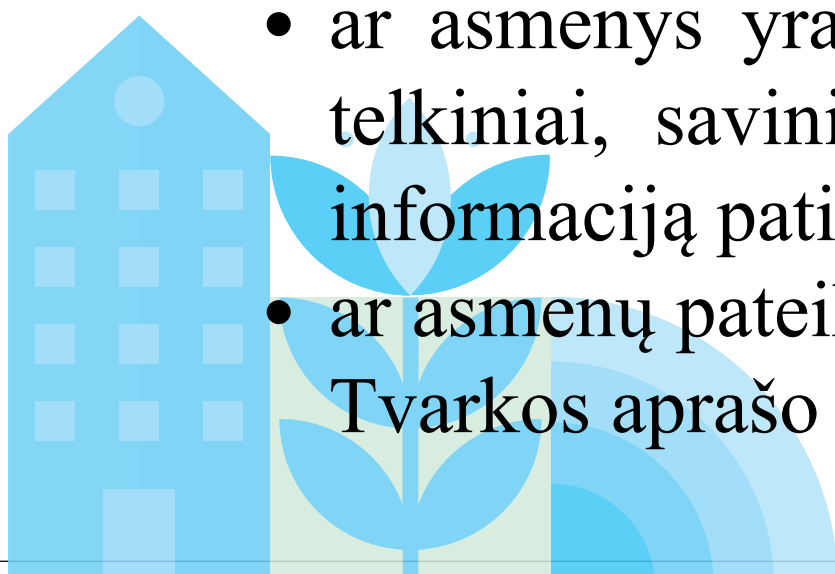 • ar asmenys yra
telkiniai, savini
informaciją pati
• ar asmenų pateik
Tvarkos aprašo